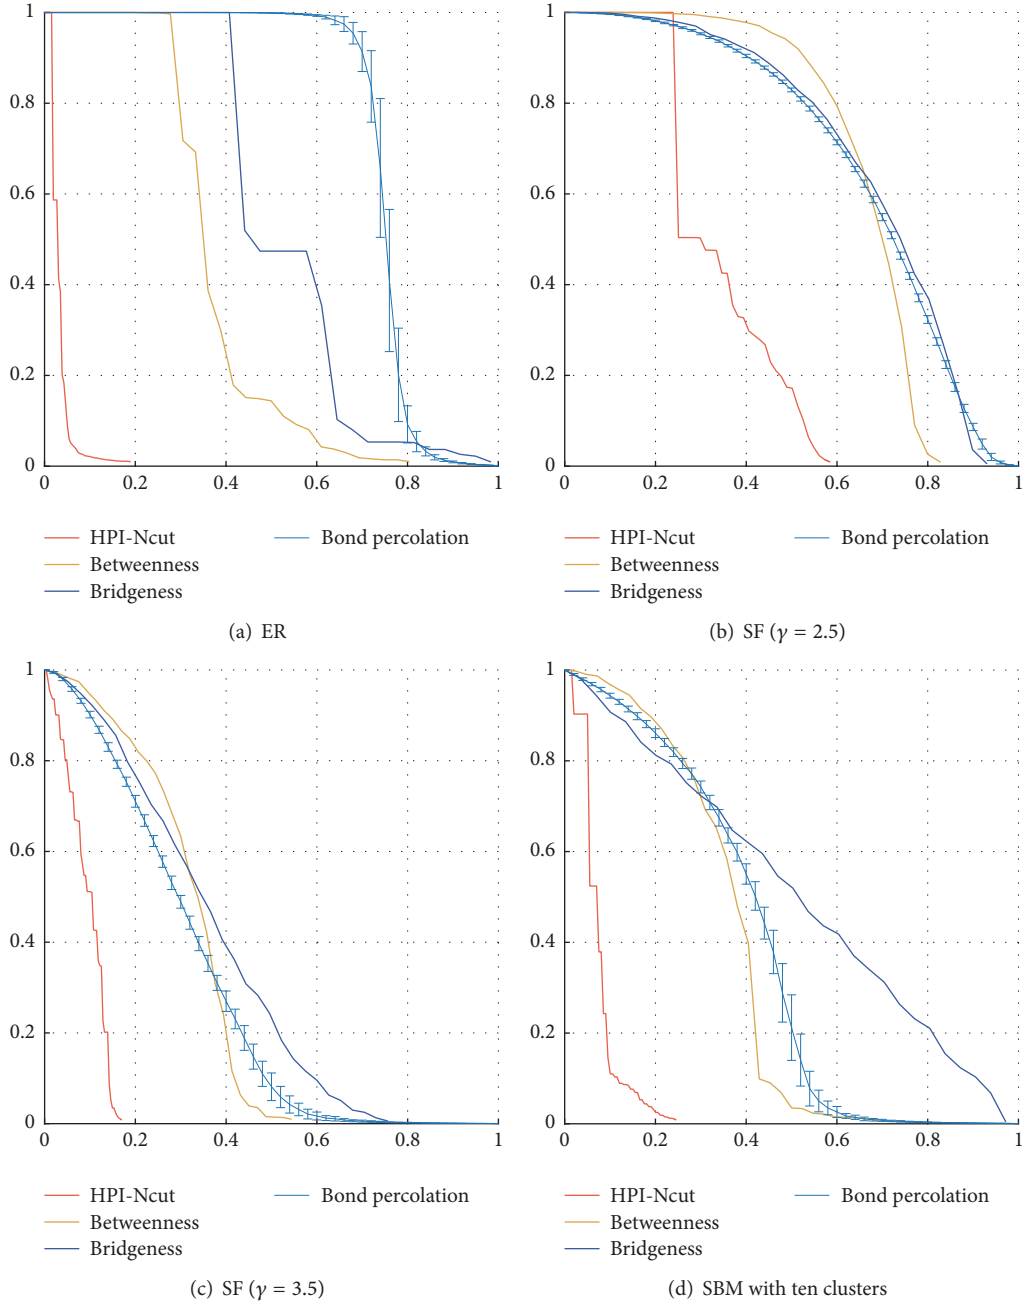 1
0.8
0.6
0.4
0.2
0
0 0.2 0.4 0.6 0.8 1
HPI-Ncut
Betweenness
Bridgeness
Bond percolation
(a) ER
1
0.8
0.6
0.4
0.2
0
0 0.2 0.4 0.6 0.8 1
HPI-Ncut
Betweenness
Bridgeness
Bond percolation
(b) SF (γ = 2.5)
1
0.8
0.6
0.4
0.2
0
0 0.2 0.4 0.6 0.8 1
HPI-Ncut
Betweenness
Bridgeness
Bond percolation
(c) SF (γ = 3.5)
1
0.8
0.6
0.4
0.2
0
0 0.2 0.4 0.6 0.8 1
HPI-Ncut
Betweenness
Bridgeness
Bond percolation
(d) SBM with ten clusters